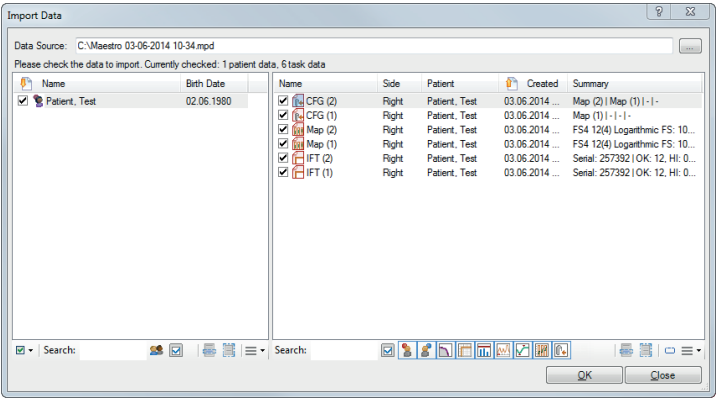 Import Data
Data Source: C:\Maestro 03-06-2014 10-34.mpd ...
Please check the data to import. Currently checked: 1 patient data, 6 task data
Name Birth Date
Patient, Test 02.06.1980
Name Side Patient Created Summary
CFG (2) Right Patient, Test 03.06.2014 ... Map (2) | Map (1) | - | -
CFG (1) Right Patient, Test 03.06.2014 ... Map (1) | - | - | -
Map (2) Right Patient, Test 03.06.2014 ... FS4 12(4) Logarithmic FS: 10...
Map (1) Right Patient, Test 03.06.2014 ... FS4 12(4) Logarithmic FS: 10...
IFT (2) Right Patient, Test 03.06.2014 ... Serial: 257392 | OK: 12, HI: 0...
IFT (1) Right Patient, Test 03.06.2014 ... Serial: 257392 | OK: 12, HI: 0...
Search:
Search:
OK Close